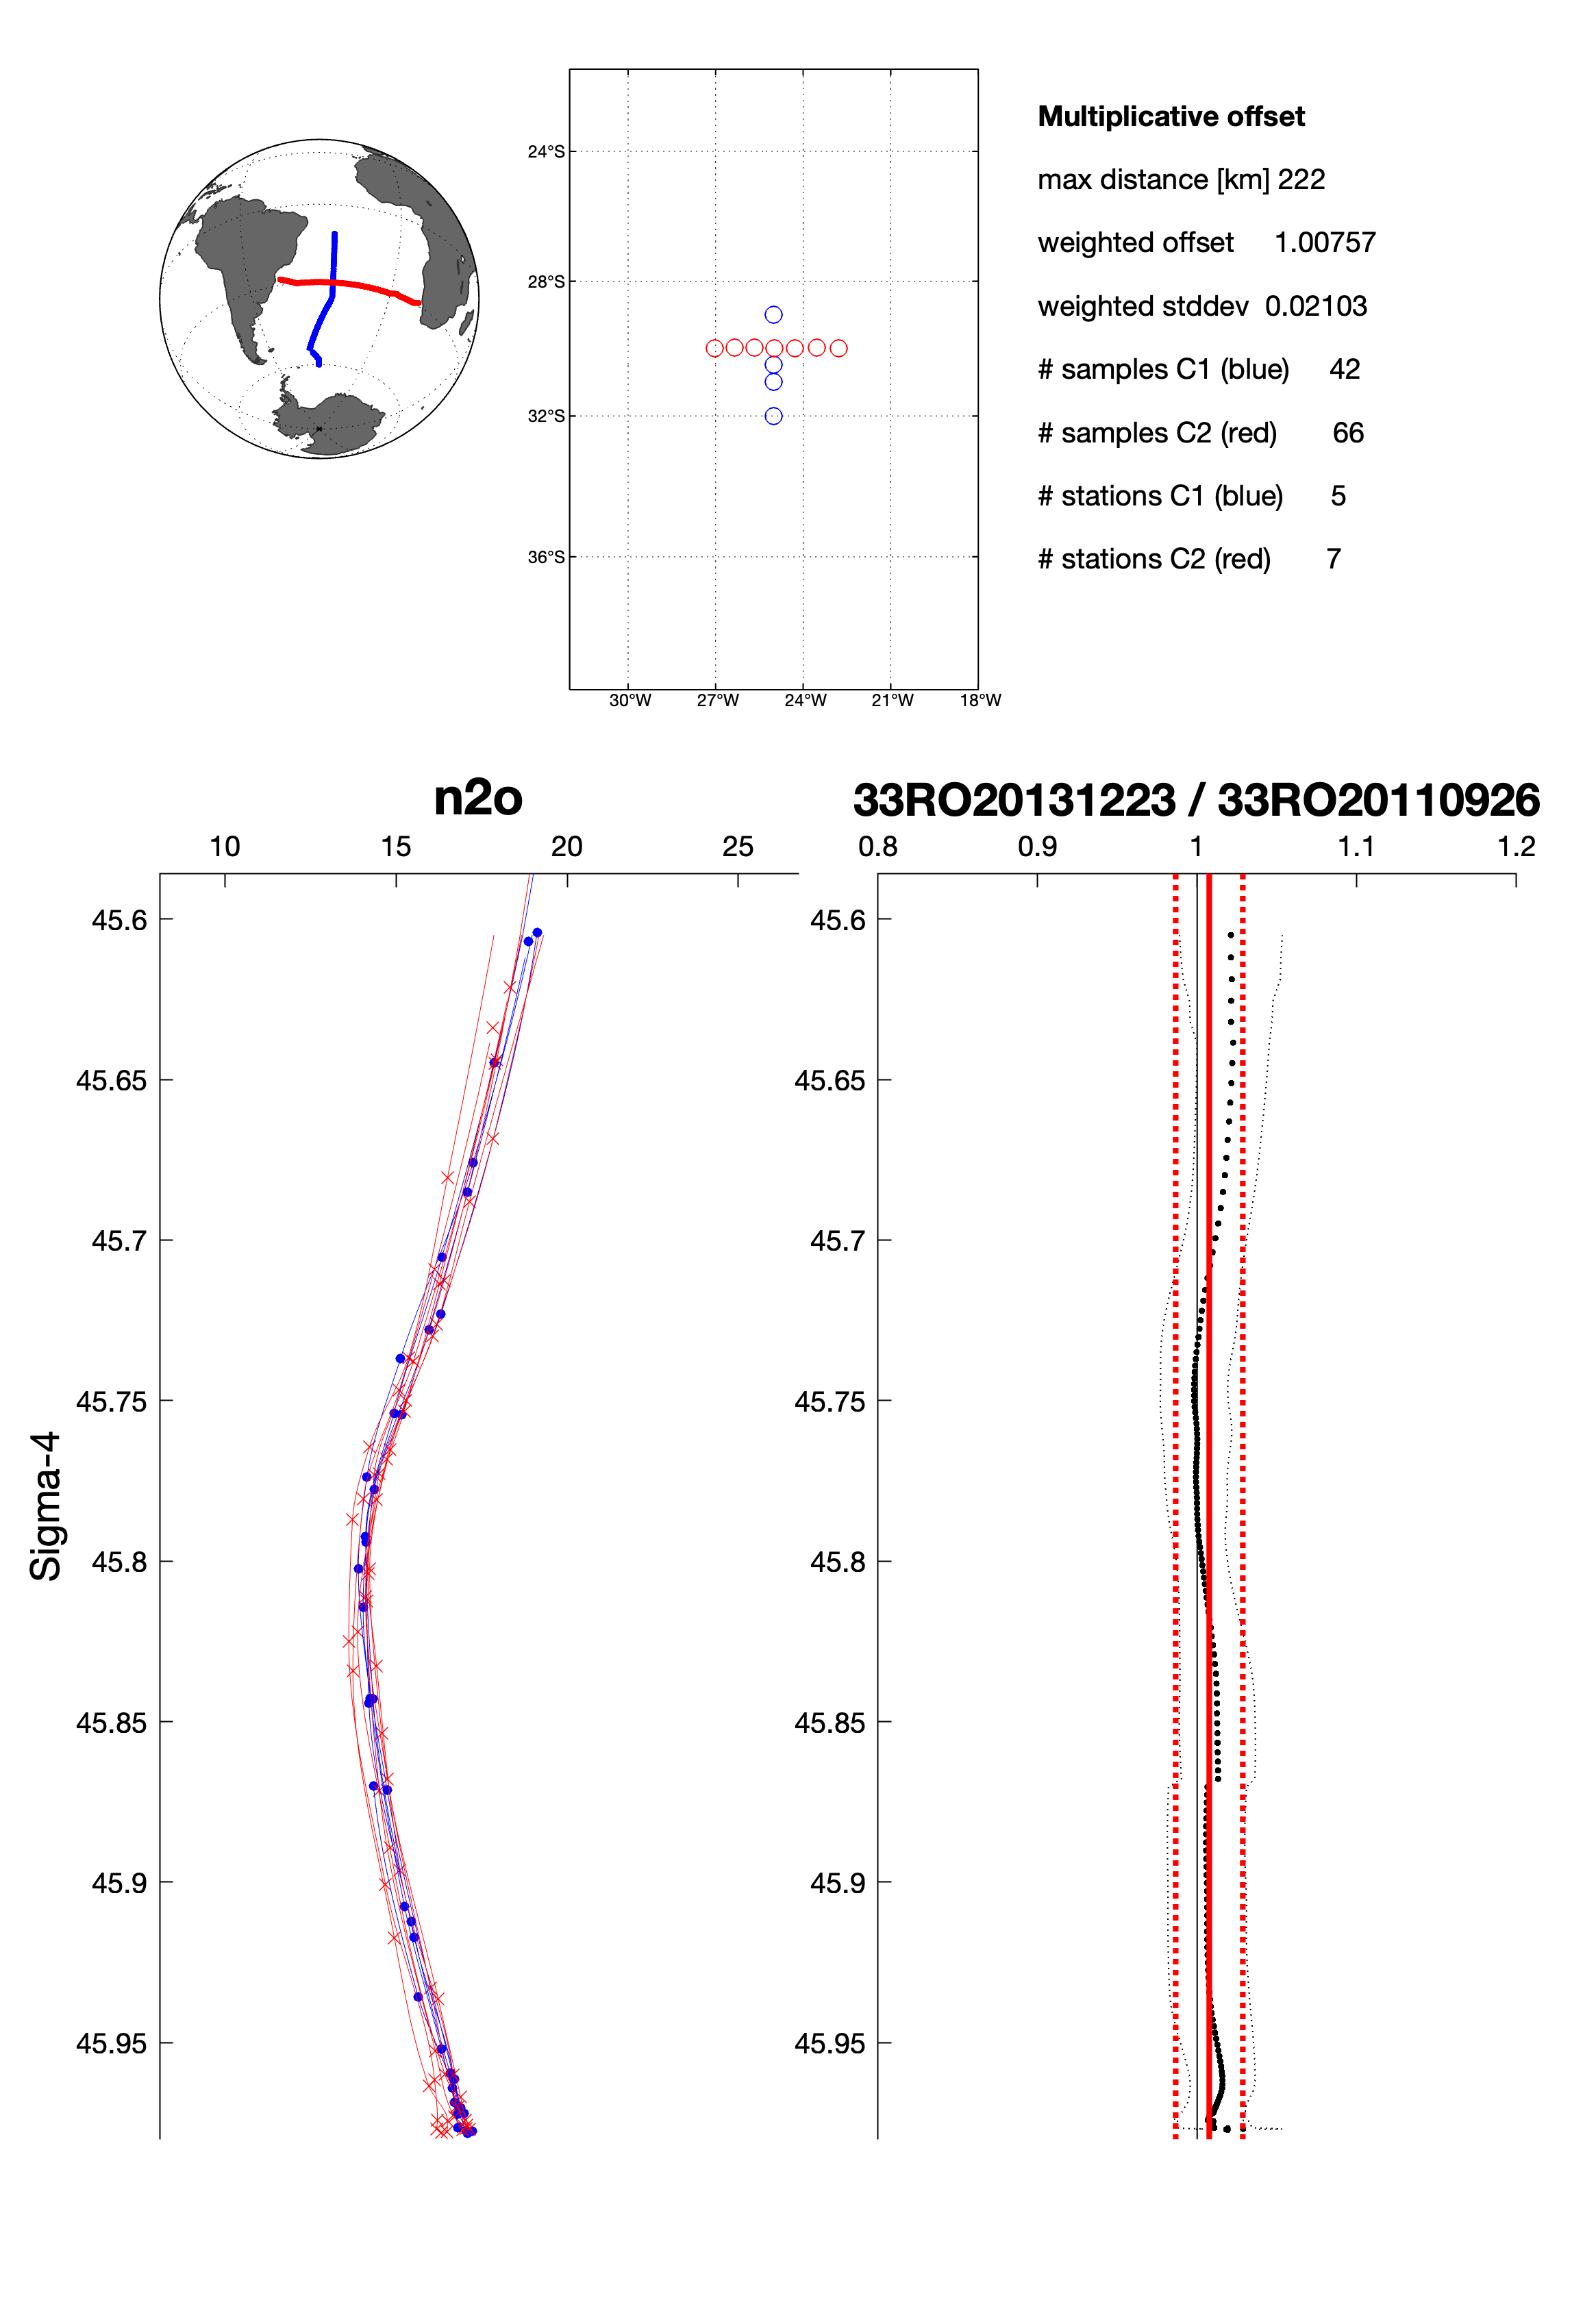 Multiplicative offset
max distance [km] 222
weighted offset 1.00757
weighted stddev 0.02103
# samples C1 (blue) 42
# samples C2 (red) 66
# stations C1 (blue) 5
# stations C2 (red) 7
24°S
28°S
32°S
36°S
30°W 27°W 24°W 21°W 18°W
n2o
10 15 20 25
Sigma-4
45.6
45.65
45.7
45.75
45.8
45.85
45.9
45.95
33RO20131223 / 33RO20110926
0.8 0.9 1 1.1 1.2
45.6
45.65
45.7
45.75
45.8
45.85
45.9
45.95